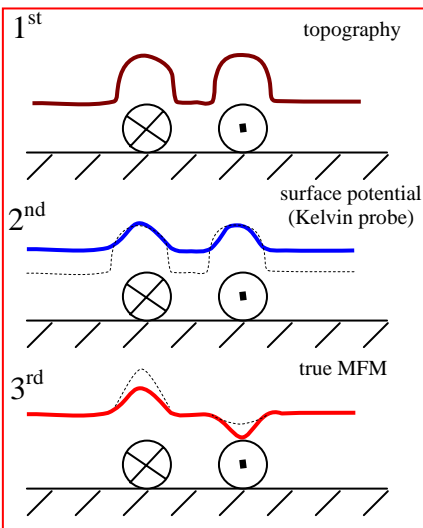 1st
topography
surface potential
(Kelvin probe)
2nd
true MFM
3rd